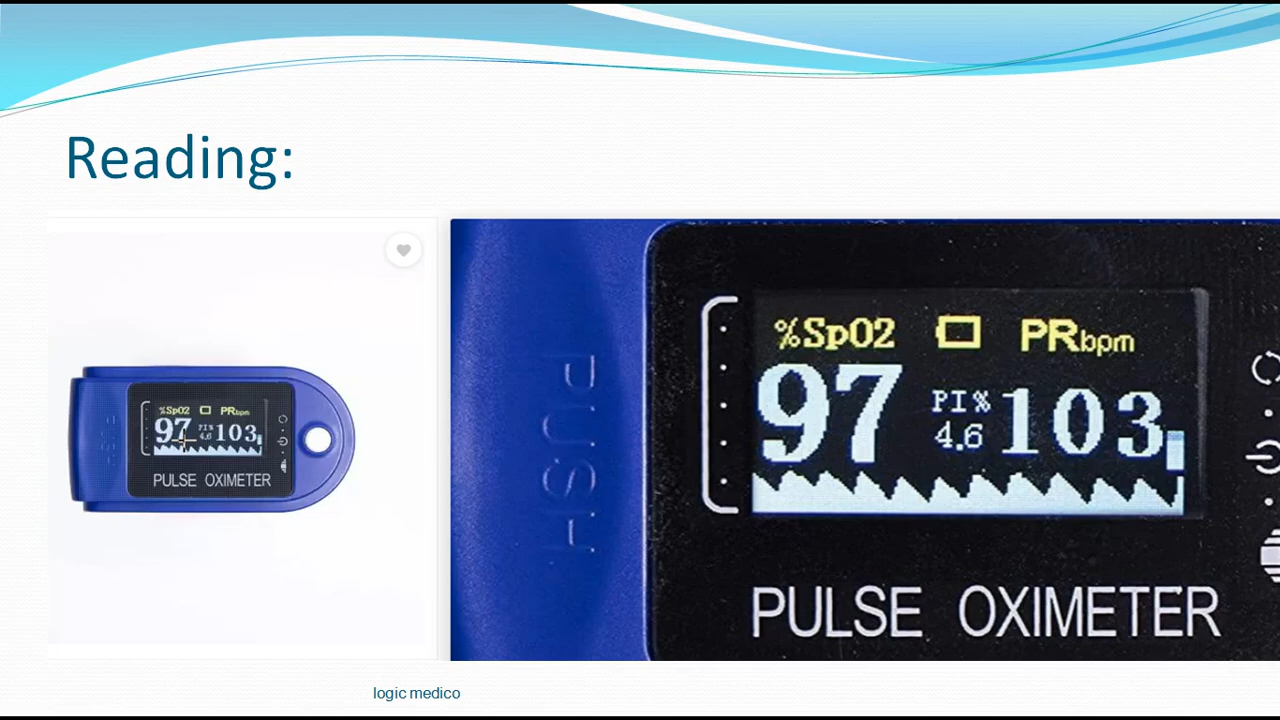 Reading:
%SpO2 PRbpm
97 PI% 4.6 103
PULSE OXIMETER
PUSH
%SpO2 PRbpm
97 PI% 4.6 103
PULSE OXIMETER
logic medico